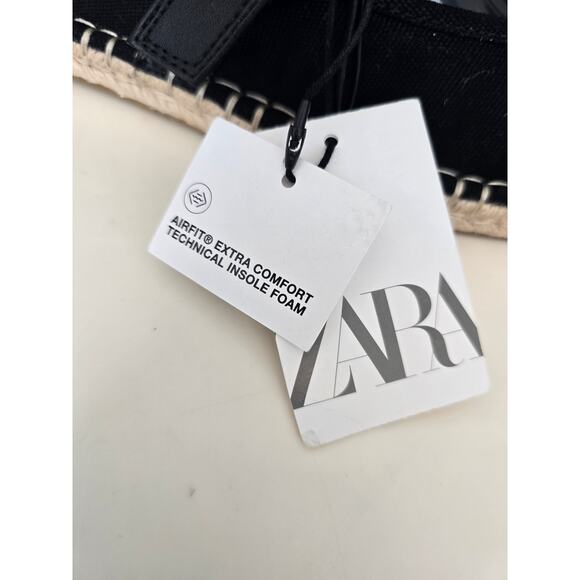 AIRFIT® EXTRA COMFORT
TECHNICAL INSOLE FOAM
ZARA